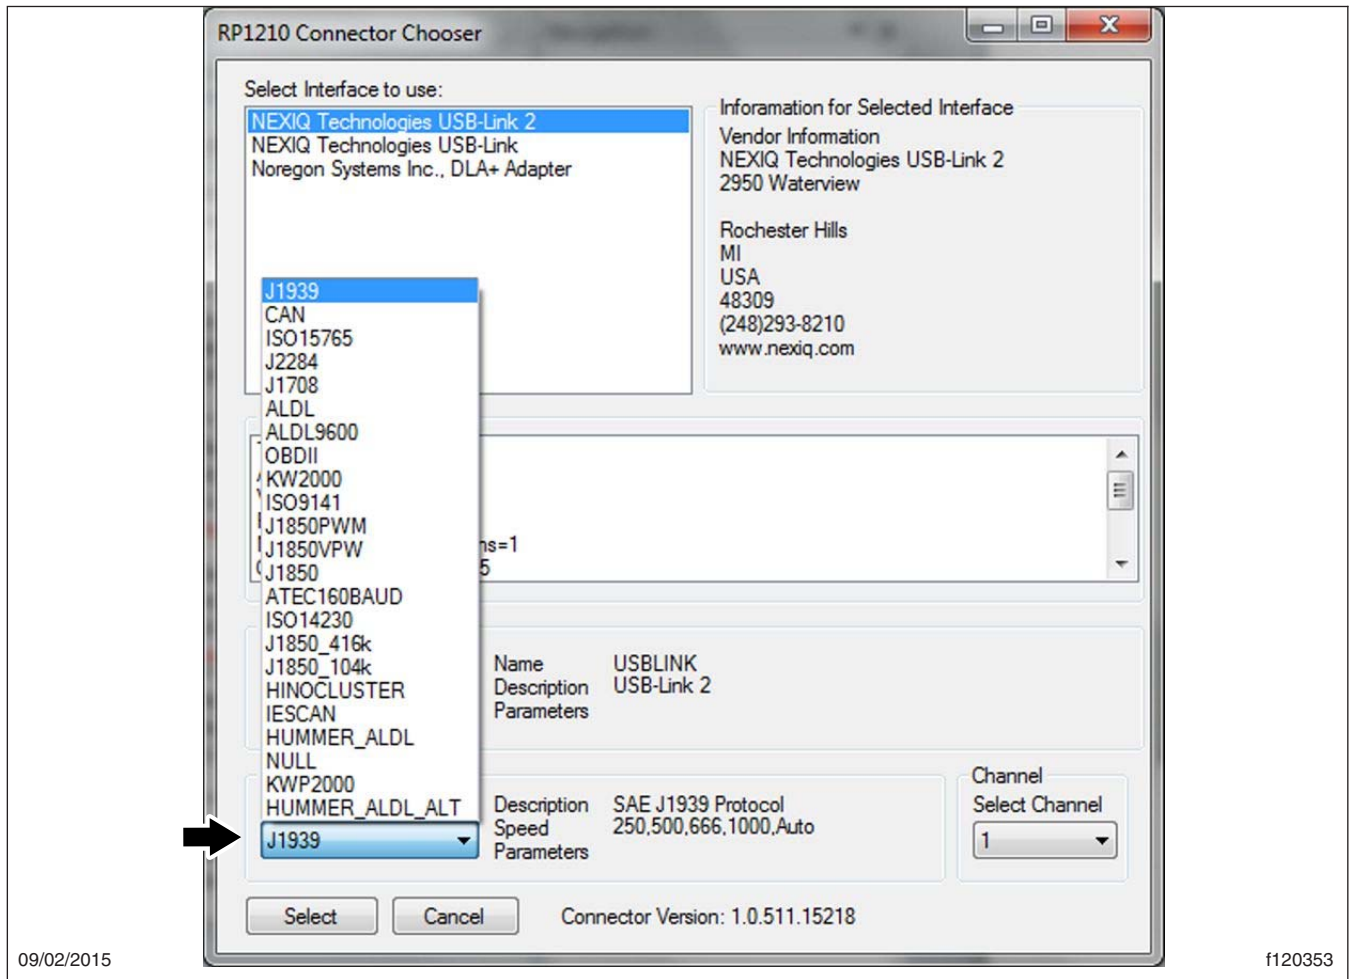 RP1210 Connector Chooser
Select Interface to use:
NEXIQ Technologies USB-Link 2
NEXIQ Technologies USB-Link
Noregon Systems Inc., DLA+ Adapter
Inforamation for Selected Interface
Vendor Information
NEXIQ Technologies USB-Link 2
2950 Waterview
Rochester Hills
MI
USA
48309
(248)293-8210
www.nexiq.com
J1939
CAN
ISO15765
J2284
J1708
ALDL
ALDL9600
OBDII
KW2000
ISO9141
J1850PWM
J1850VPW
J1850
ATEC160BAUD
ISO14230
J1850_416k
J1850_104k
HINOCLUSTER
IESCAN
HUMMER_ALDL
NULL
KWP2000
HUMMER_ALDL_ALT
J1939
ns=1
5
Name USBLINK
Description USB-Link 2
Parameters
Description SAE J1939 Protocol
Speed 250,500,666,1000,Auto
Parameters
Channel
Select Channel
1
Select
Cancel
Connector Version: 1.0.511.15218
09/02/2015
f120353